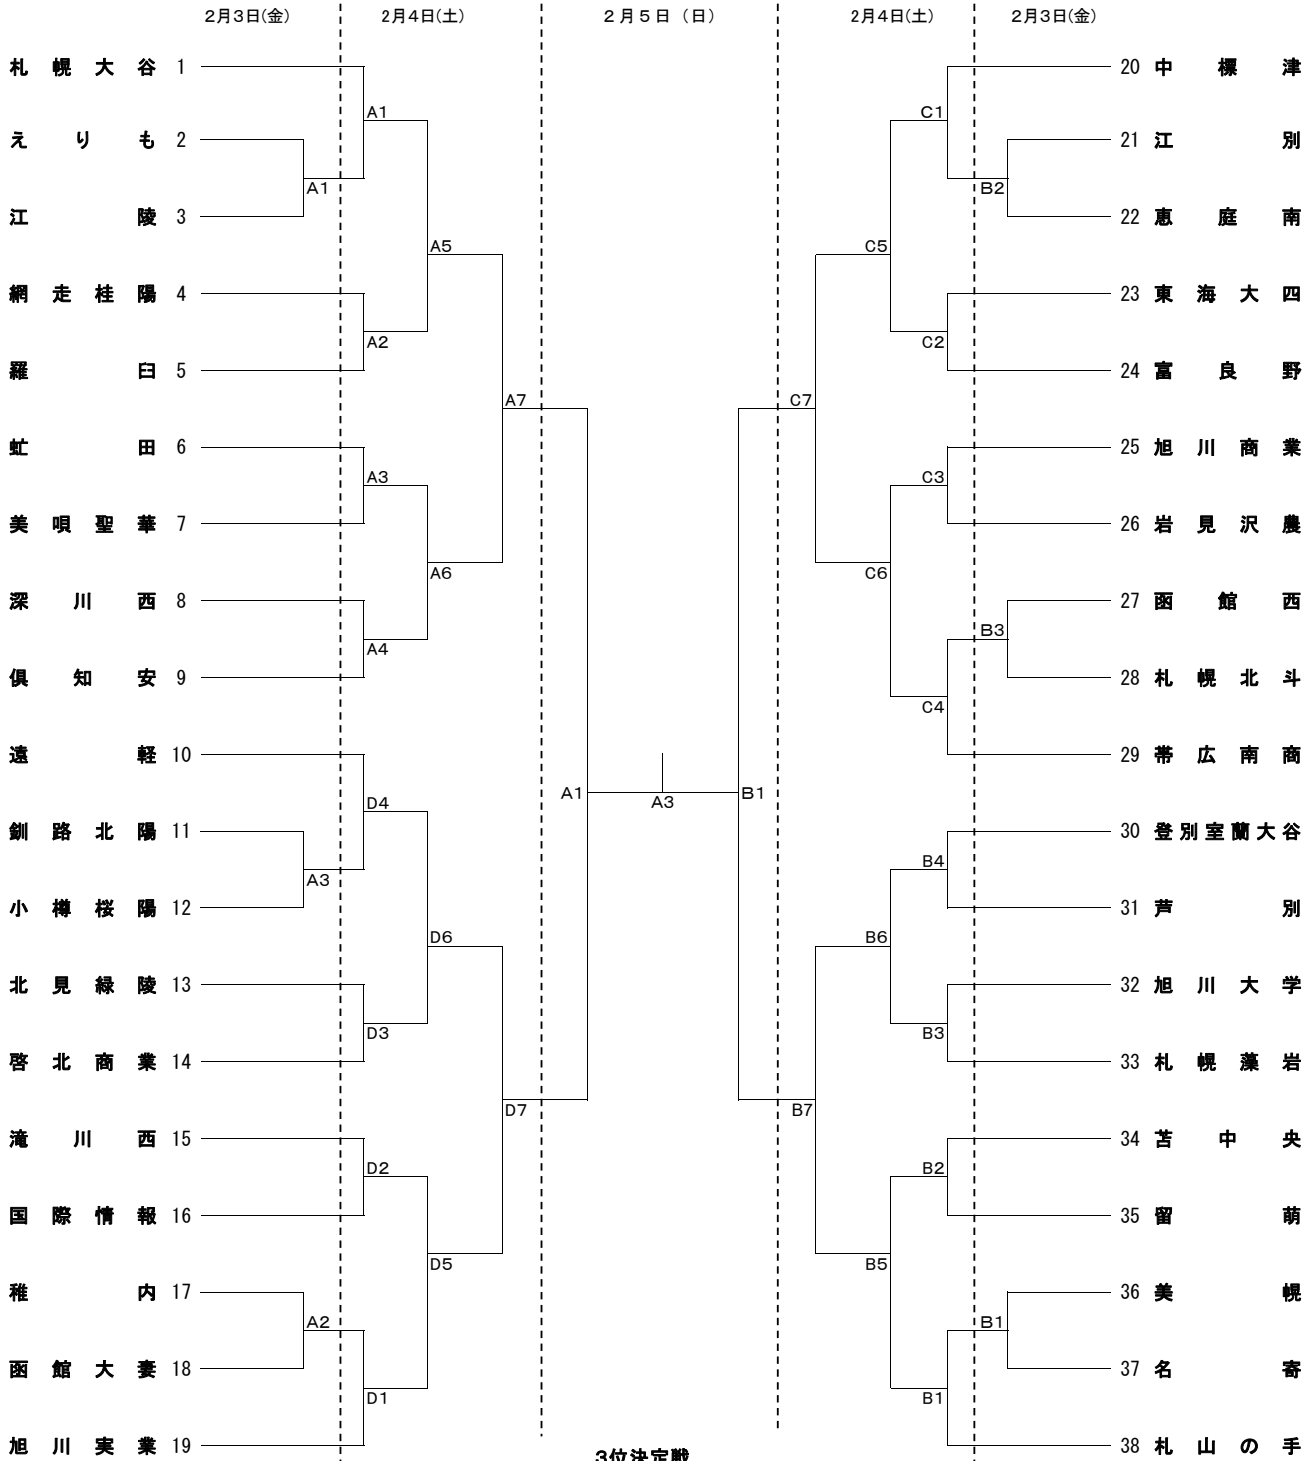 2月3日(金) 2月4日(土) 2月5日(日) 2月4日(土) 2月3日(金)
札幌大谷 1 20 中標津
A1 C1
えりも 2 21 江別
A1 B2
江陵 3 22 恵庭南
A5 C5
網走桂陽 4 23 東海大四
A2 C2
羅臼 5 24 富良野
A7 C7
虻田 6 25 旭川商業
A3 C3
美唄聖華 7 26 岩見沢農
A6 C6
深川西 8 27 函館西
B3
A4
倶知安 9 28 札幌北斗
C4
遠軽 10 29 帯広南商
A1 A3 B1
D4
釧路北陽 11 30 登別室蘭大谷
B4
A3
小樽桜陽 12 31 芦別
D6 B6
北見緑陵 13 32 旭川大学
D3 B3
啓北商業 14 33 札幌藻岩
D7 B7
滝川西 15 34 苫中央
D2 B2
国際情報 16 35 留萌
D5 B5
稚内 17 36 美幌
A2 B1
函館大妻 18 37 名寄
D1 B1
旭川実業 19 38 札山の手
3位決定戦